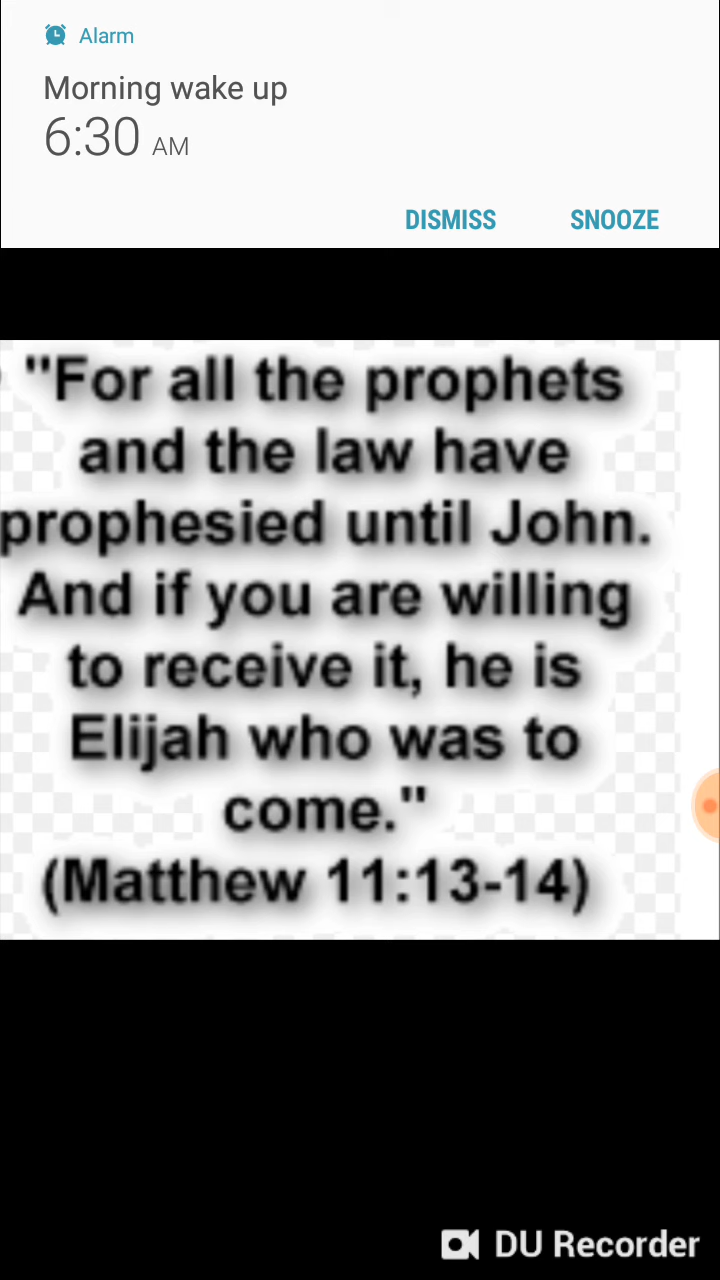 Alarm
Morning wake up
6:30 AM
DISMISS SNOOZE
"For all the prophets
and the law have
prophesied until John.
And if you are willing
to receive it, he is
Elijah who was to
come."
(Matthew 11:13-14)
DU Recorder